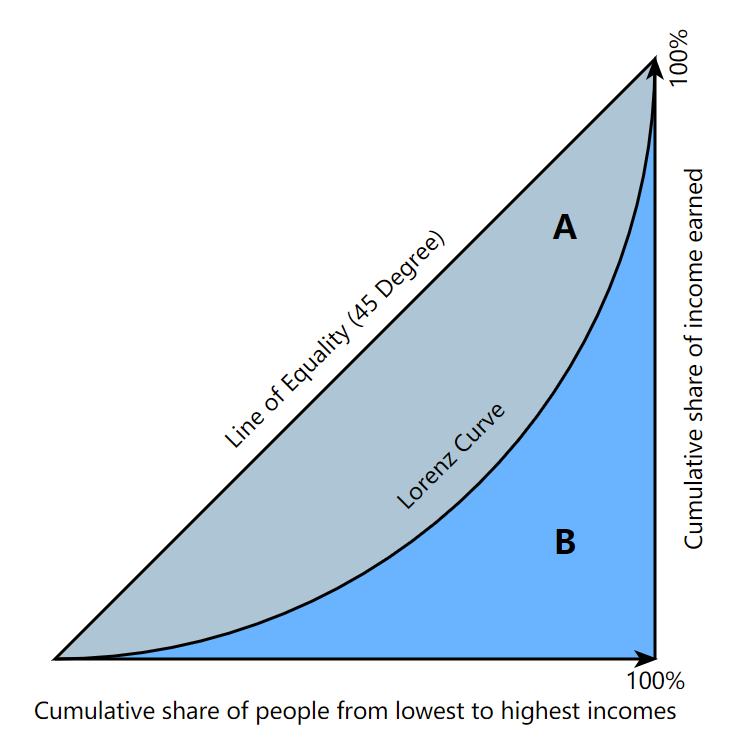 100%
A
Cumulative share of income earned
Line of Equality (45 Degree)
Lorenz Curve
B
100%
Cumulative share of people from lowest to highest incomes